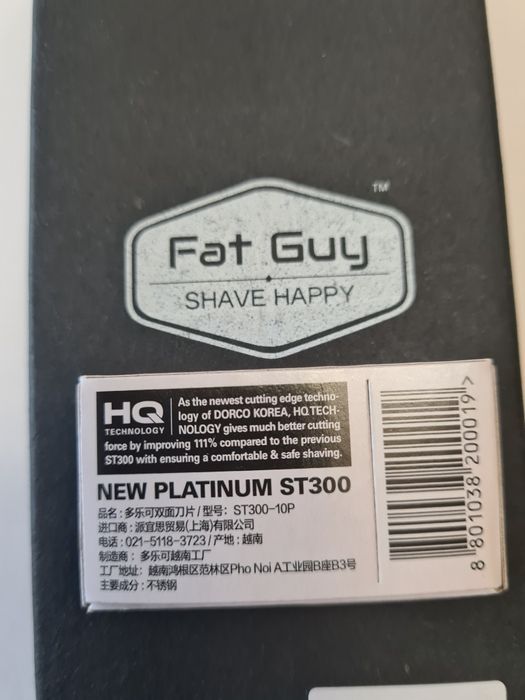 TM
Fat Guy
SHAVE HAPPY
HQ
TECHNOLOGY
As the newest cutting edge techno-
logy of DORCO KOREA, HQ.TECH-
NOLOGY gives much better cutting
force by improving 111% compared to the previous
ST300 with ensuring a comfortable & safe shaving.
NEW PLATINUM ST300
品名:多乐可双面刀片/型号: ST300-10P
进口商:派宜思贸易(上海)有限公司
电话:021-5118-3723/产地:越南
制造商: 多乐可越南工厂
工厂地址: 越南鸿根区范林区Pho Noi A工业园B座B3号
主要成分:不锈钢
8 801038 200019>